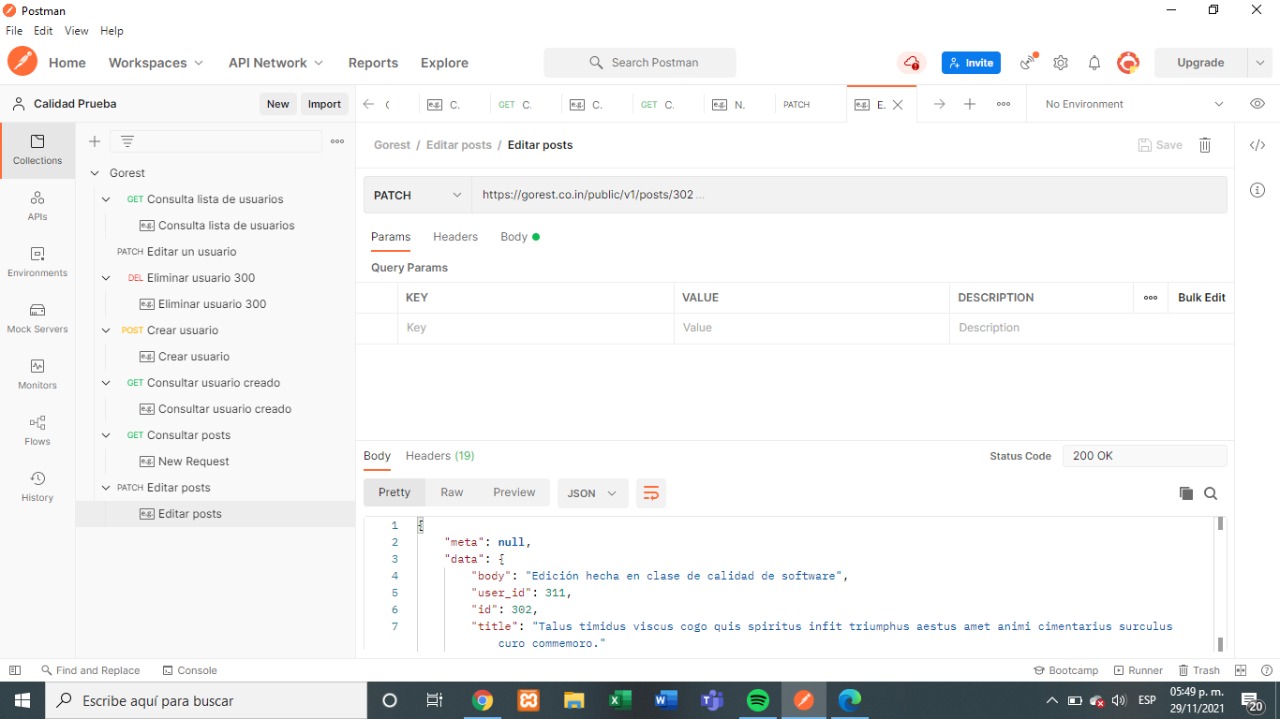 Postman
File Edit View Help
Home Workspaces API Network Reports Explore Search Postman Invite Upgrade
Calidad Prueba New Import C. GET C. C. GET C. N. PATCH E. No Environment
Collections
APIs
Environments
Mock Servers
Monitors
Flows
History
Gorest
GET Consulta lista de usuarios
e.g. Consulta lista de usuarios
PATCH Editar un usuario
DEL Eliminar usuario 300
e.g. Eliminar usuario 300
POST Crear usuario
e.g. Crear usuario
GET Consultar usuario creado
e.g. Consultar usuario creado
GET Consultar posts
e.g. New Request
PATCH Editar posts
e.g. Editar posts
Gorest / Editar posts / Editar posts Save
PATCH https://gorest.co.in/public/v1/posts/302 ...
Params Headers Body
Query Params
KEY VALUE DESCRIPTION Bulk Edit
Key Value Description
Body Headers (19) Status Code 200 OK
Pretty Raw Preview JSON
1 {
2 "meta": null,
3 "data": {
4 "body": "Edición hecha en clase de calidad de software",
5 "user_id": 311,
6 "id": 302,
7 "title": "Talus timidus viscus cogo quis spiritus infit triumphus aestus amet animi cimentarius surculus
curo commemoro."
Find and Replace Console Bootcamp Runner Trash
Escribe aquí para buscar ESP 05:49 p. m.
29/11/2021 20